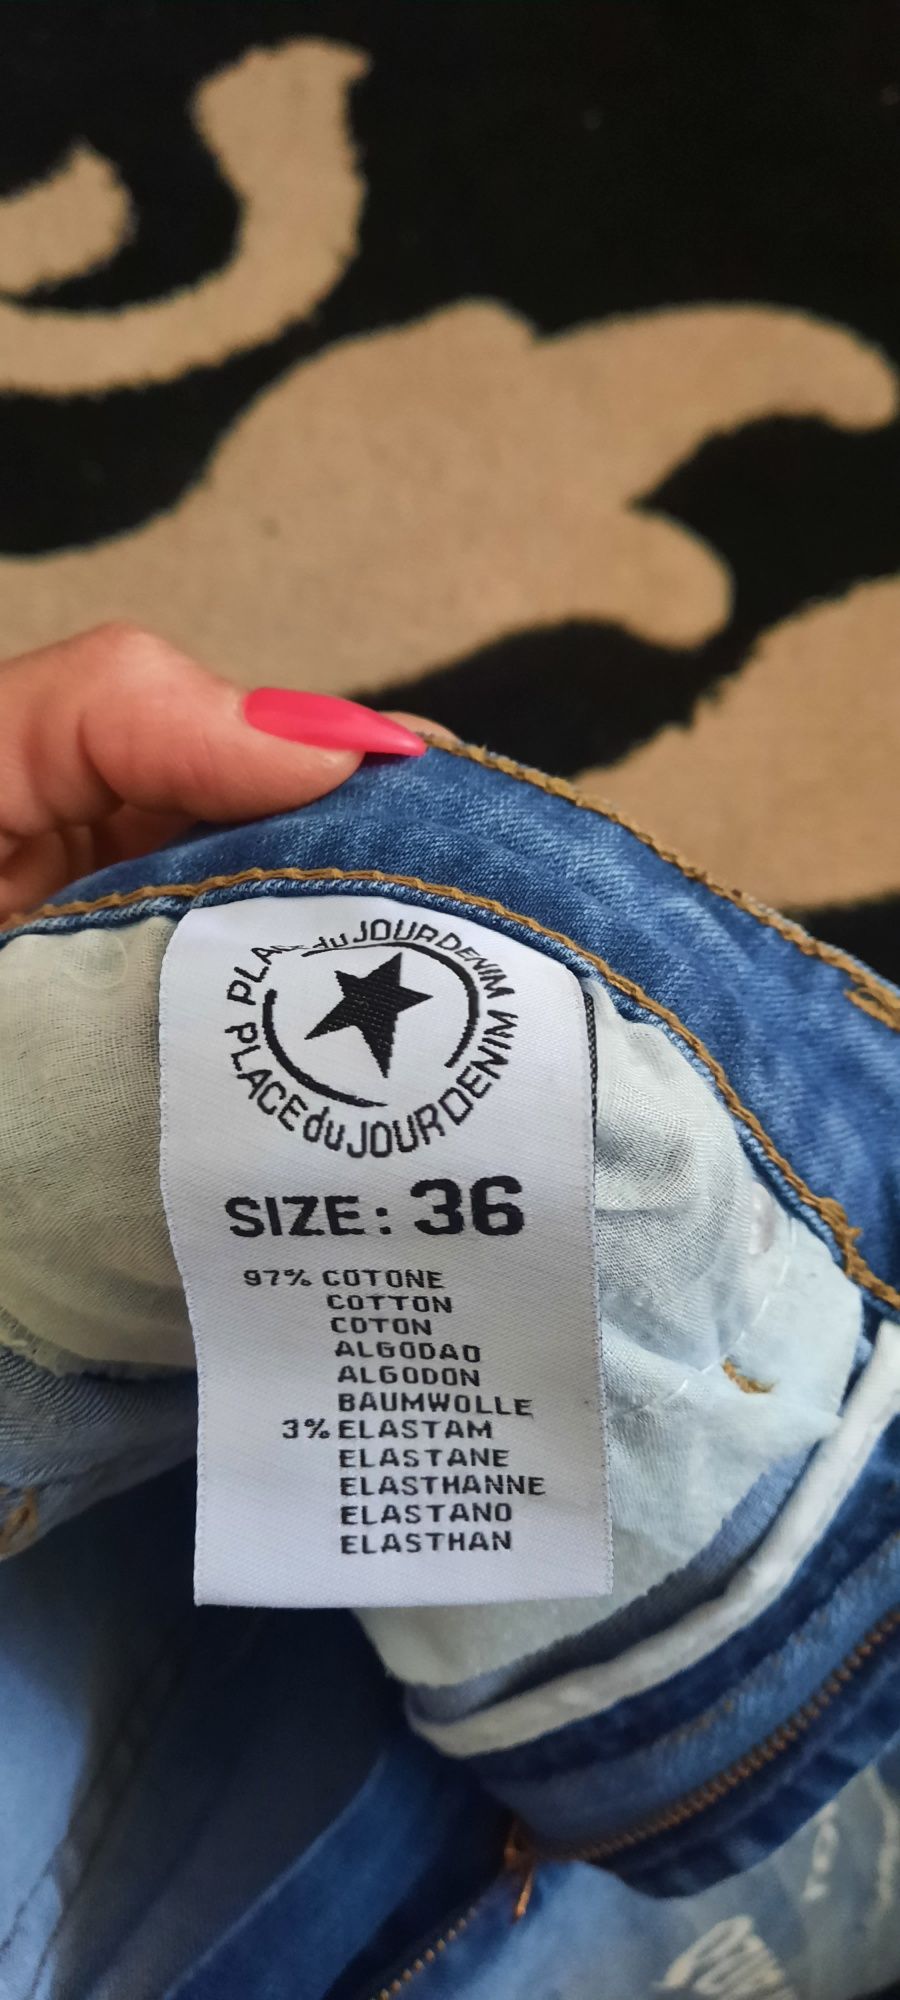 PLACE du JOUR DENIM
PLACE du JOUR DENIM
SIZE: 36
97% COTONE
COTTON
COTON
ALGODAO
ALGODON
BAUMWOLLE
3% ELASTAM
ELASTANE
ELASTHANNE
ELASTANO
ELASTHAN